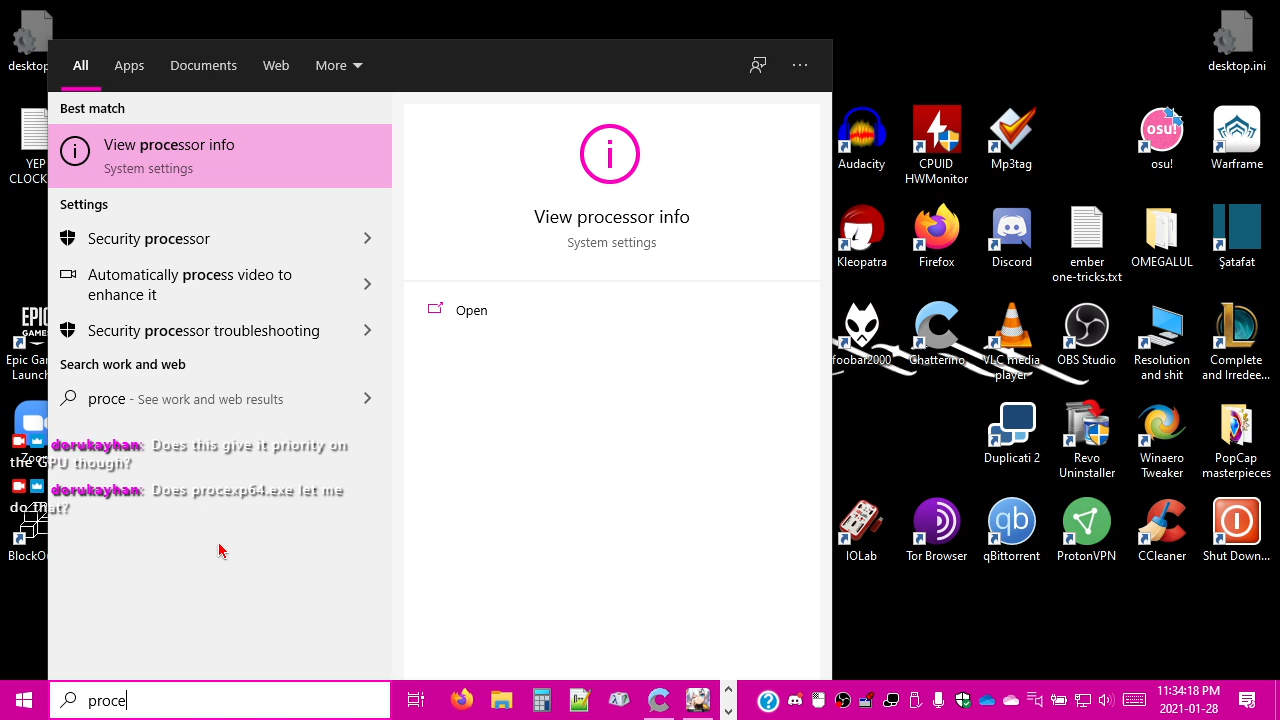 desktop
desktop.ini
All
Apps
Documents
Web
More
Best match
View processor info
System settings
Settings
Security processor
Automatically process video to
enhance it
Security processor troubleshooting
Search work and web
proce - See work and web results
dorukayhan: Does this give it priority on
the GPU though?
dorukayhan: Does procexp64.exe let me
do that?
View processor info
System settings
Open
YEP
CLOCK
EPIC
GAMES
Epic Gam
Launch
Zoom
BlockOu
Audacity
CPUID
HWMonitor
Mp3tag
osu!
osu!
Warframe
Kleopatra
Firefox
Discord
ember
one-tricks.txt
OMEGALUL
Şatafat
foobar2000
Chatterino
VLC media
player
OBS Studio
Resolution
and shit
Complete
and Irredee...
Duplicati 2
Revo
Uninstaller
Winaero
Tweaker
PopCap
masterpieces
IOLab
Tor Browser
qb
qBittorrent
ProtonVPN
CCleaner
Shut Down...
proce
11:34:18 PM
2021-01-28